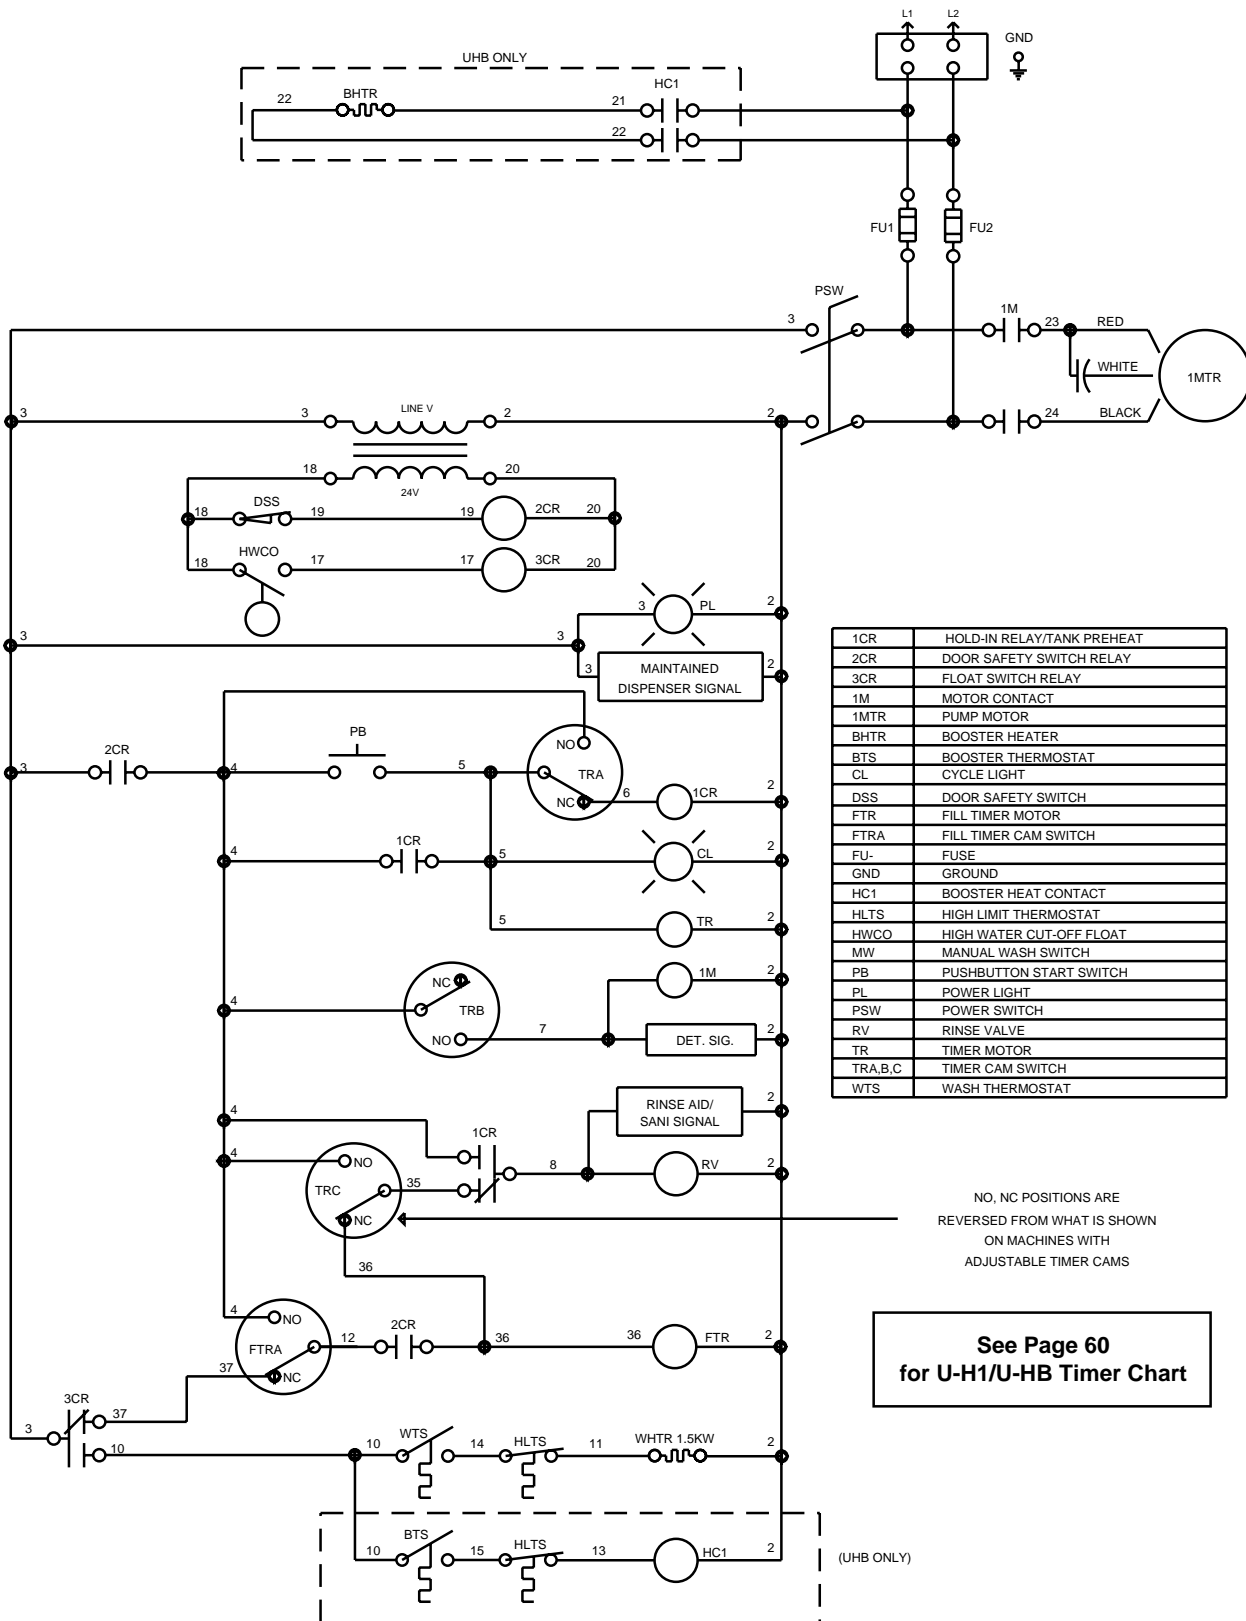 L1 L2
GND
UHB ONLY
22 BHTR 21 HC1
22
FU1 FU2
PSW
3 1M 23 RED
WHITE
1MTR
3 3 LINE V 2 2 24 BLACK
18 20
24V
DSS
18 19 19 2CR 20
HWCO
18 17 17 3CR 20
3 PL 2
3 3
3 MAINTAINED 2
DISPENSER SIGNAL
1CR HOLD-IN RELAY/TANK PREHEAT
2CR DOOR SAFETY SWITCH RELAY
3CR FLOAT SWITCH RELAY
1M MOTOR CONTACT
1MTR PUMP MOTOR
BHTR BOOSTER HEATER
BTS BOOSTER THERMOSTAT
CL CYCLE LIGHT
DSS DOOR SAFETY SWITCH
FTR FILL TIMER MOTOR
FTRA FILL TIMER CAM SWITCH
FU- FUSE
GND GROUND
HC1 BOOSTER HEAT CONTACT
HLTS HIGH LIMIT THERMOSTAT
HWCO HIGH WATER CUT-OFF FLOAT
MW MANUAL WASH SWITCH
PB PUSHBUTTON START SWITCH
PL POWER LIGHT
PSW POWER SWITCH
RV RINSE VALVE
TR TIMER MOTOR
TRA,B,C TIMER CAM SWITCH
WTS WASH THERMOSTAT
PB
NO
2CR
3 4 5 TRA
NC 6 1CR 2
1CR
4 5 CL 2
5 TR 2
NC 1M 2
4 TRB
NO 7 DET. SIG. 2
RINSE AID/ 2
SANI SIGNAL
4 1CR
4 NO 8 RV 2
TRC 35
NC
NO, NC POSITIONS ARE
REVERSED FROM WHAT IS SHOWN
ON MACHINES WITH
ADJUSTABLE TIMER CAMS
36
4 NO
2CR
FTRA 12 36 36 FTR 2
37 NC
See Page 60
for U-H1/U-HB Timer Chart
3CR
37
3
10
WTS HLTS WHTR 1.5KW
10 14 11 2
BTS HLTS
10 15 13 HC1 2
(UHB ONLY)